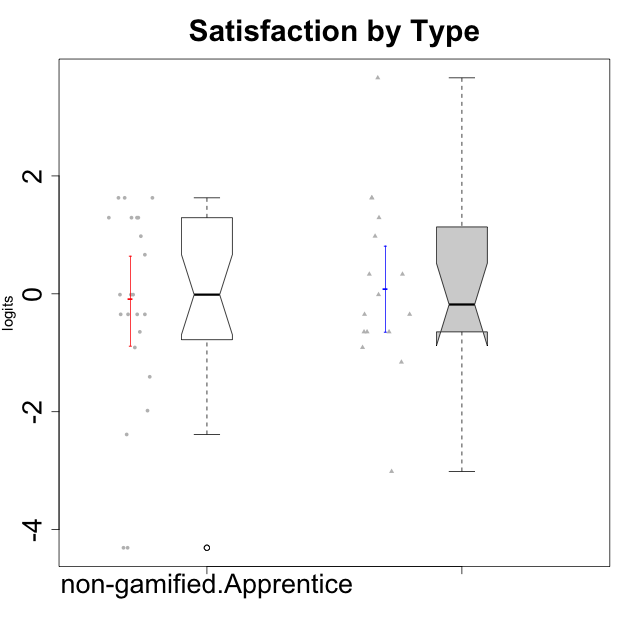 Satisfaction by Type
logits
2
0
-2
-4
non-gamified.Apprentice